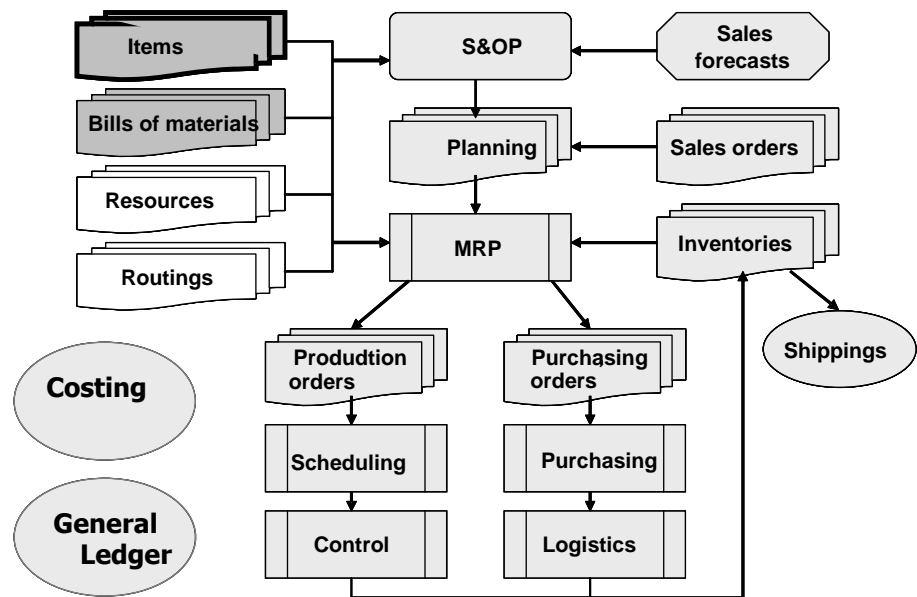 Items
S&OP
Sales
forecasts
Bills of materials
Planning
Sales orders
Resources
MRP
Inventories
Routings
Produdtion
orders
Purchasing
orders
Shippings
Costing
Scheduling
Purchasing
General
Ledger
Control
Logistics